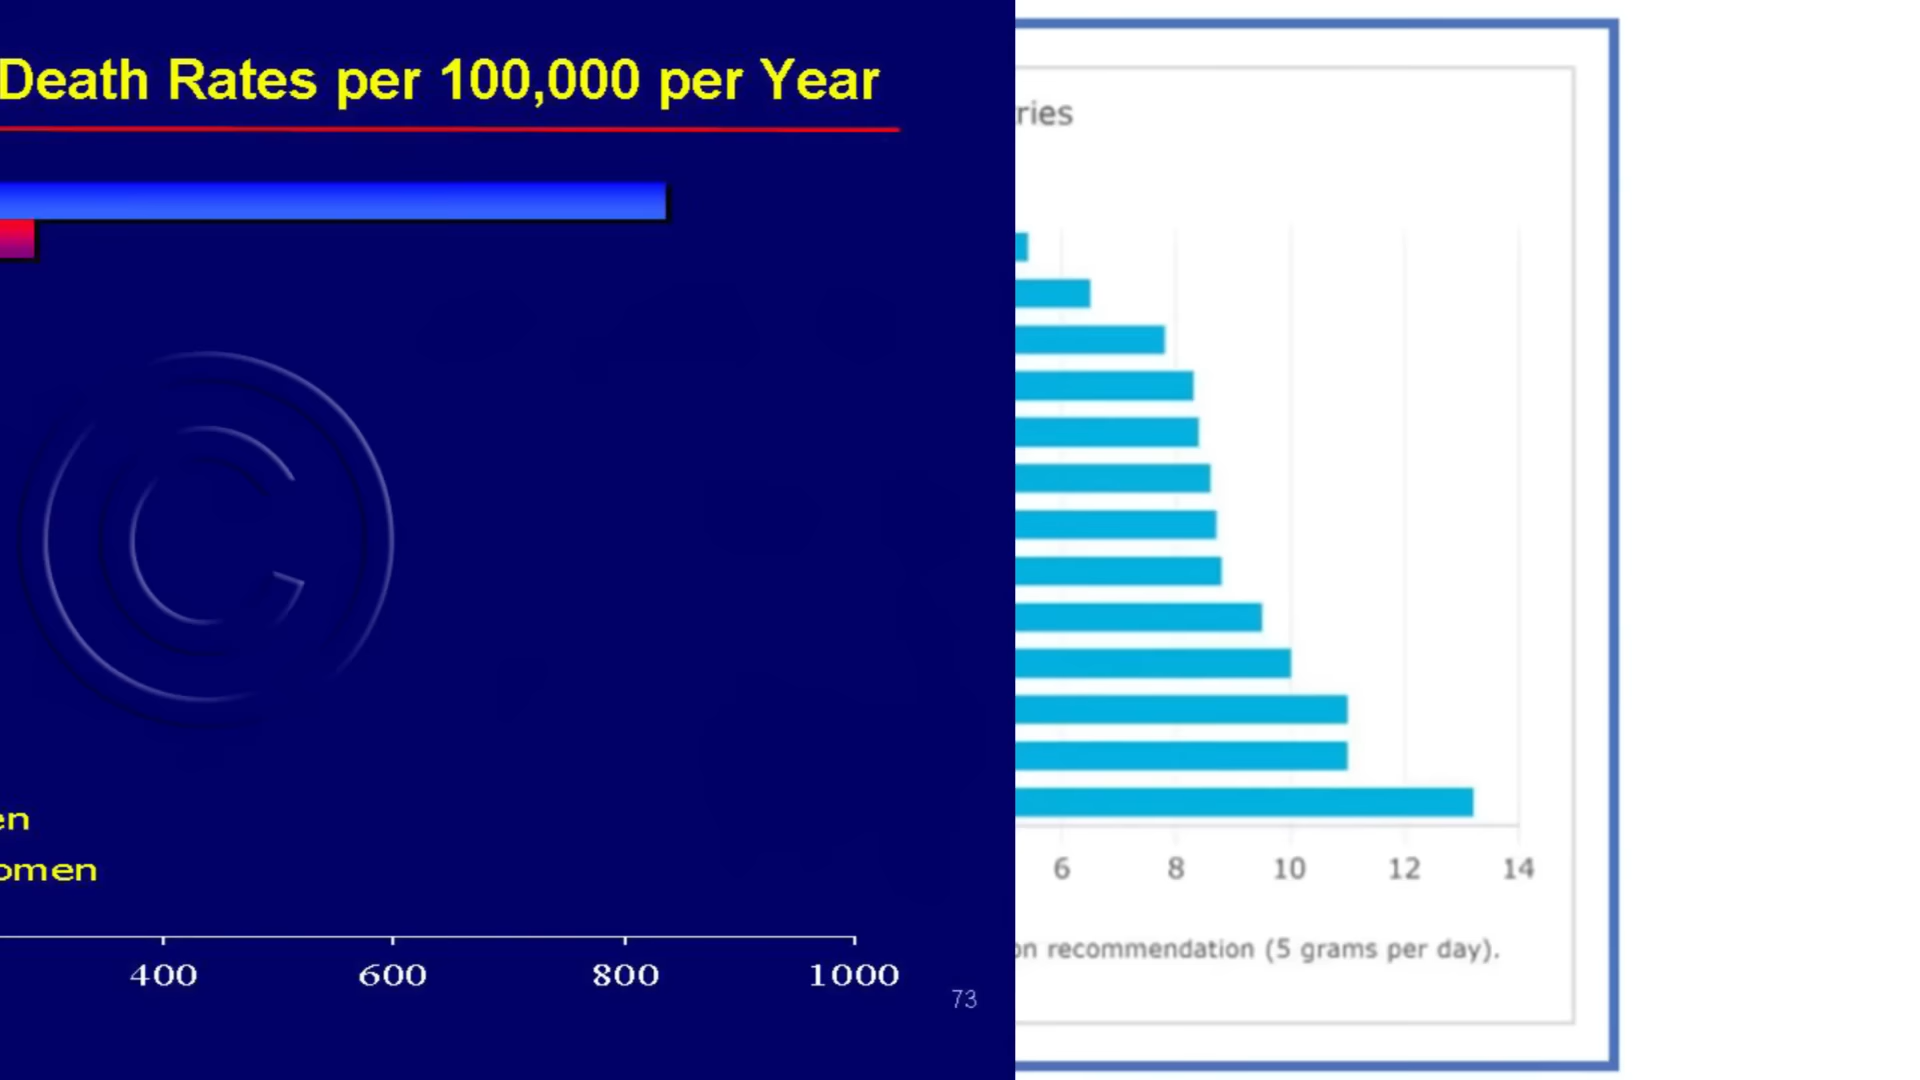 Death Rates per 100,000 per Year
en
omen
400 600 800 1000
73
ries
6 8 10 12 14
on recommendation (5 grams per day).